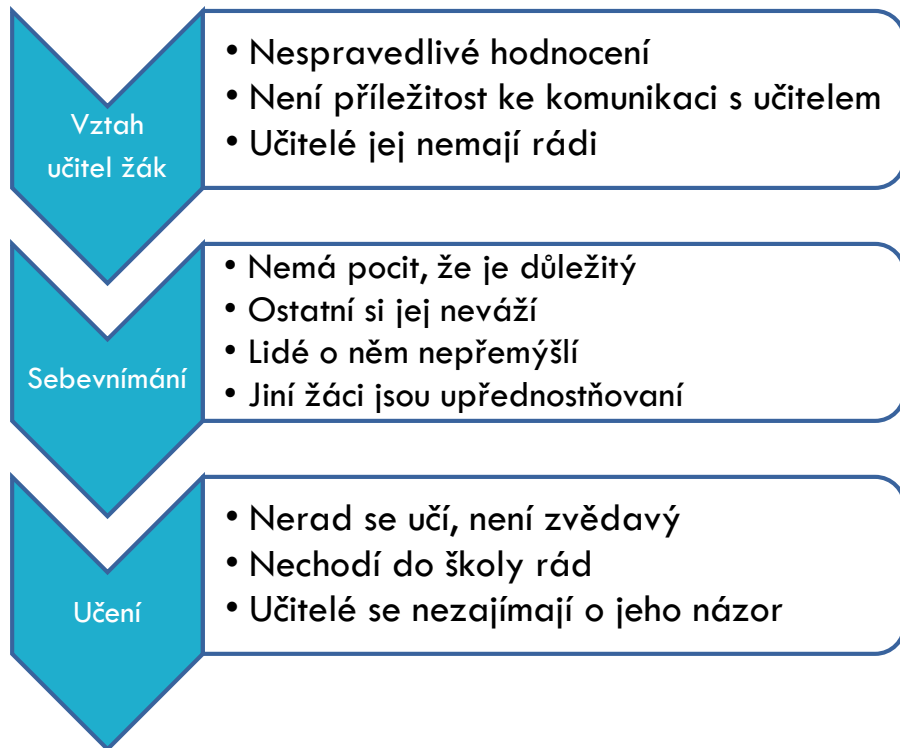 Vztah
učitel žák
• Nespravedlivé hodnocení
• Není příležitost ke komunikaci s učitelem
• Učitelé jej nemají rádi
Sebevnímání
• Nemá pocit, že je důležitý
• Ostatní si jej neváží
• Lidé o něm nepřemýšlí
• Jiní žáci jsou upřednostňovaní
Učení
• Nerad se učí, není zvědavý
• Nechodí do školy rád
• Učitelé se nezajímají o jeho názor